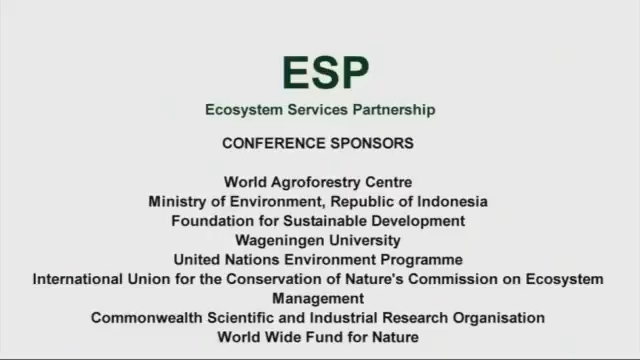 ESP
Ecosystem Services Partnership
CONFERENCE SPONSORS
World Agroforestry Centre
Ministry of Environment, Republic of Indonesia
Foundation for Sustainable Development
Wageningen University
United Nations Environment Programme
International Union for the Conservation of Nature's Commission on Ecosystem
Management
Commonwealth Scientific and Industrial Research Organisation
World Wide Fund for Nature